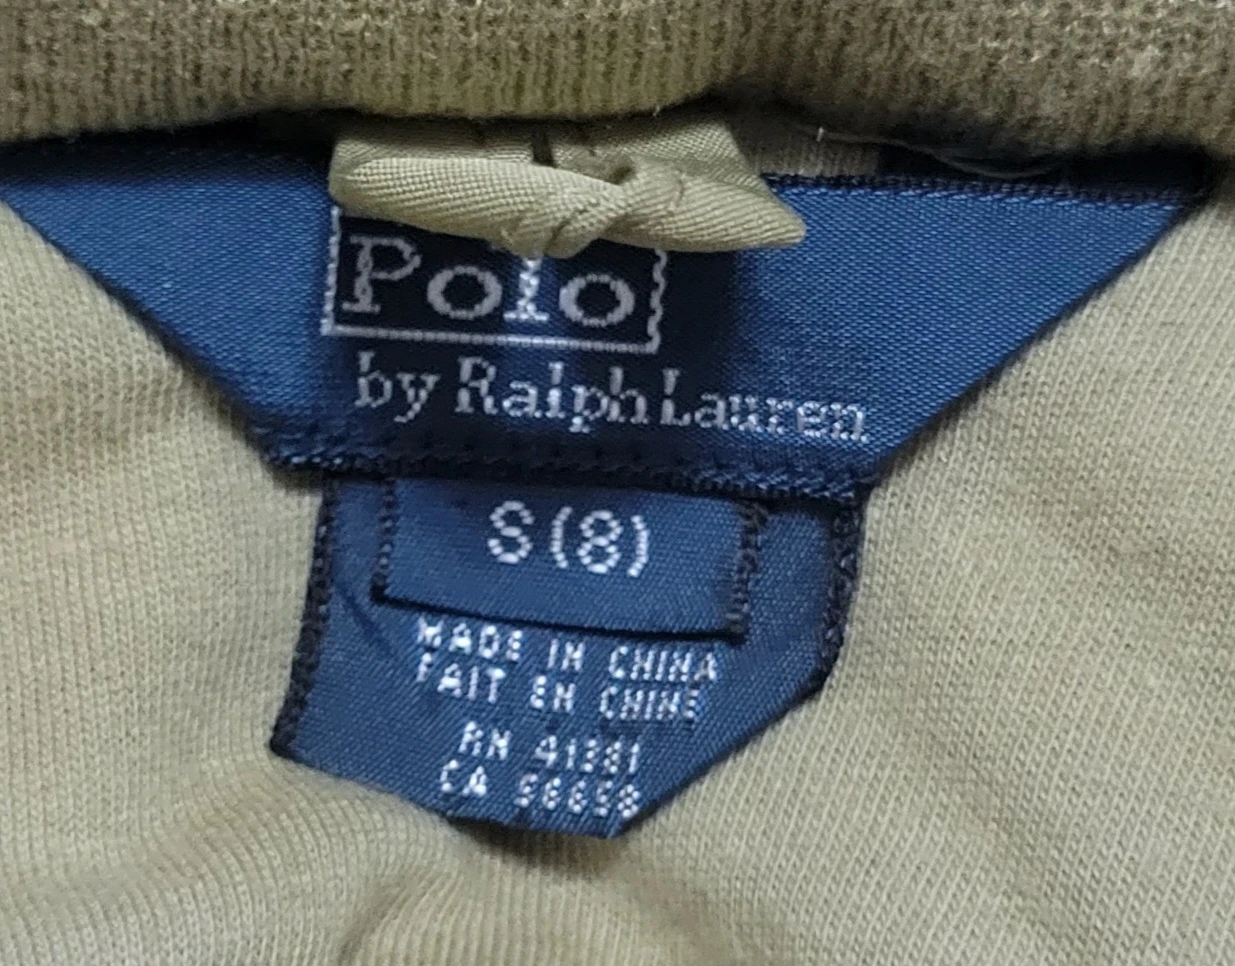 Polo
by Ralph Lauren
S (8)
MADE IN CHINA
FAIT EN CHINE
RN 41381
CA 56658